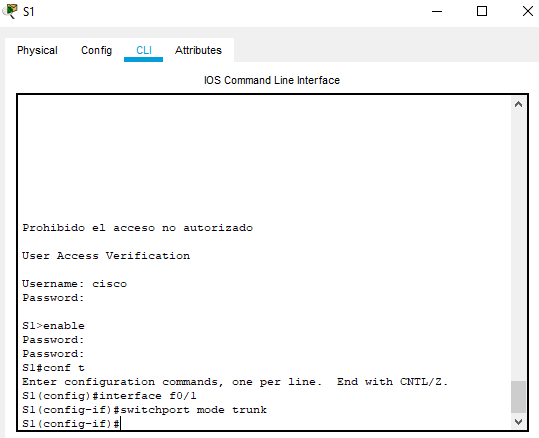 S1
Physical Config CLI Attributes
IOS Command Line Interface
Prohibido el acceso no autorizado
User Access Verification
Username: cisco
Password:
S1>enable
Password:
Password:
S1#conf t
Enter configuration commands, one per line.  End with CNTL/Z.
S1(config)#interface f0/1
S1(config-if)#switchport mode trunk
S1(config-if)#